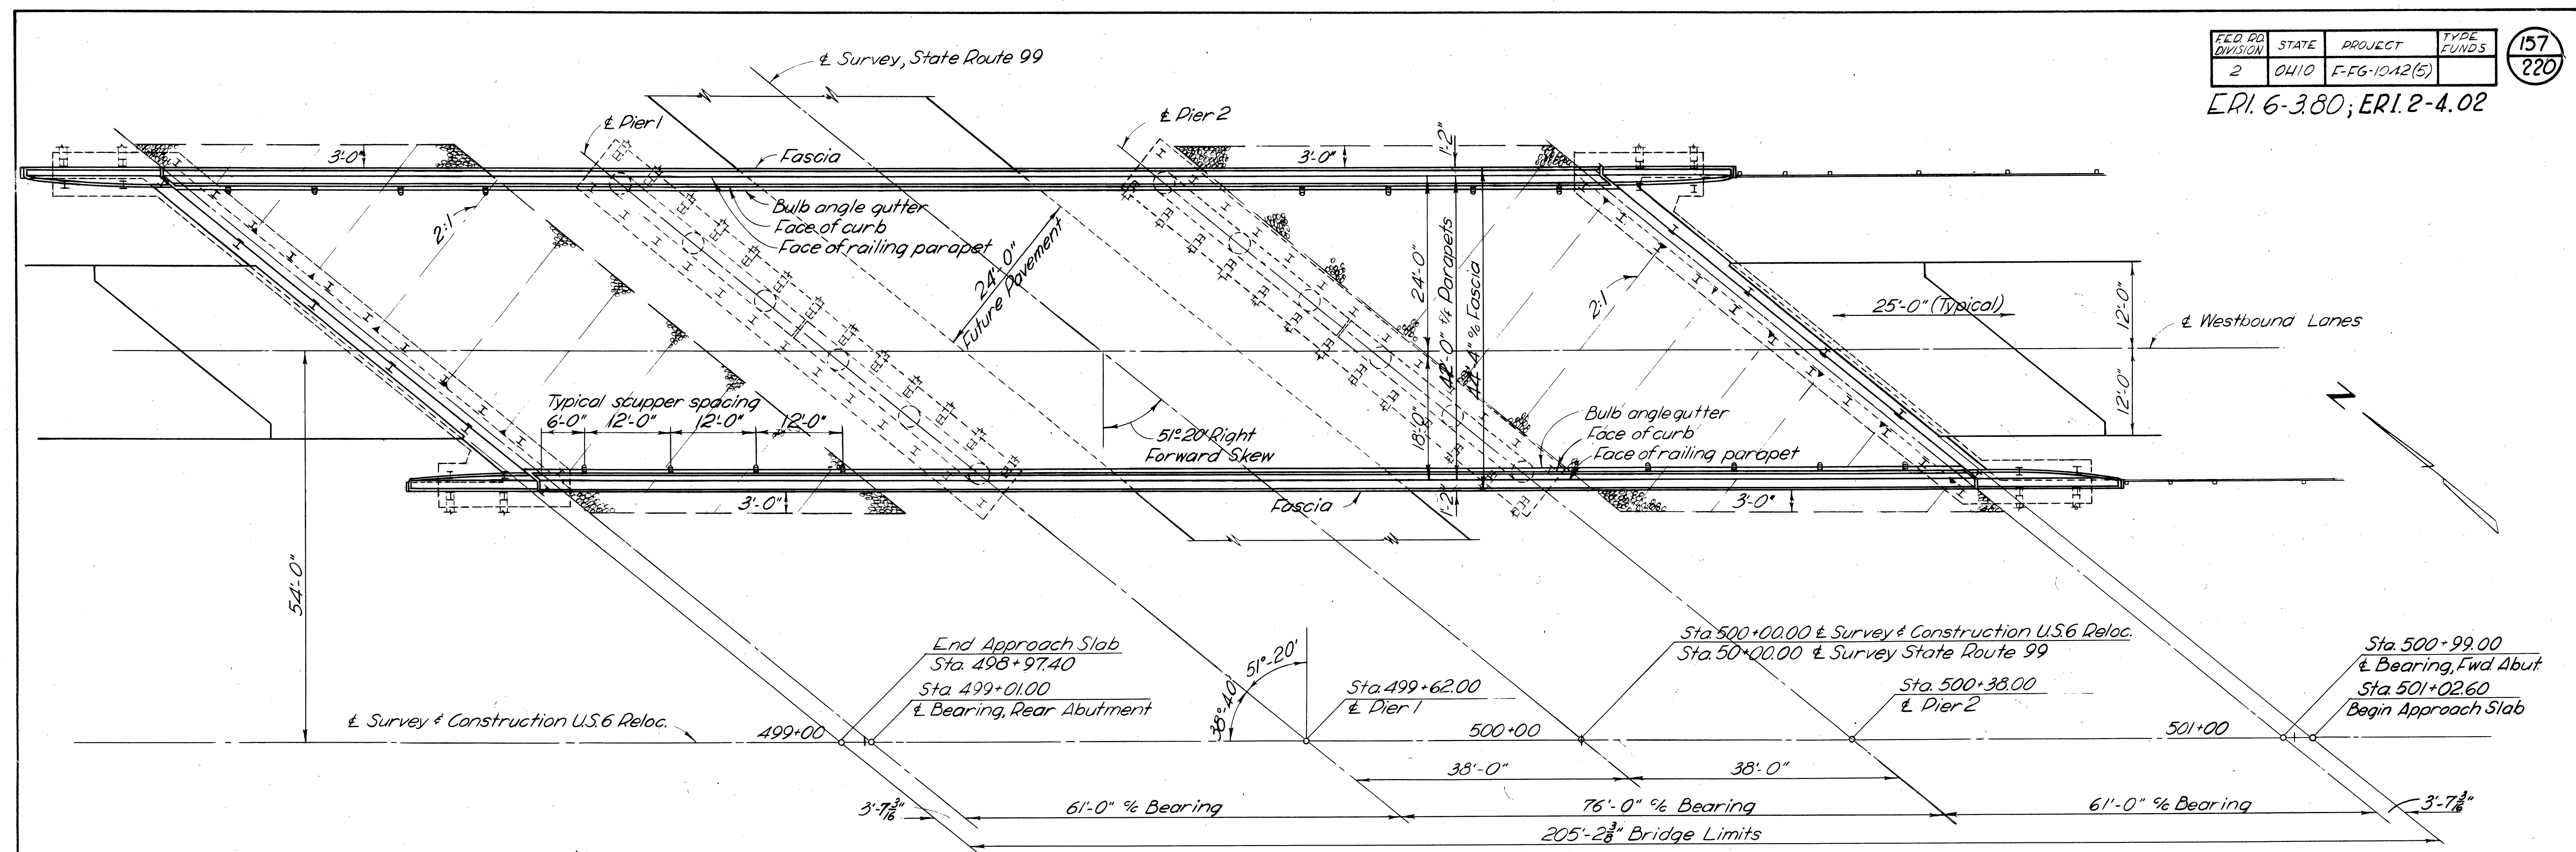 FED. RD. DIVISION STATE PROJECT TYPE FUNDS
2 OHIO F-FG-1042(5)
157
220
ERI. 6-3.80; ERI. 2-4.02
℄ Survey, State Route 99
℄ Pier 1
℄ Pier 2
3'-0"
Fascia
3'-0"
1'-2"
Bulb angle gutter
Face of curb
Face of railing parapet
2:1
24'-0"
Future Pavement
24'-0"
42'-0" f/f Parapets
44'-4" o/o Fascia
18'-0"
2:1
25'-0" (Typical)
12'-0"
12'-0"
℄ Westbound Lanes
N
Typical scupper spacing
6'-0" 12'-0" 12'-0" 12'-0"
51°20' Right
Forward Skew
Bulb angle gutter
Face of curb
Face of railing parapet
3'-0"
Fascia
1'-2"
3'-0"
54'-0"
End Approach Slab
Sta. 498+97.40
Sta. 499+01.00
℄ Bearing, Rear Abutment
51°-20'
38°-40'
Sta. 499+62.00
℄ Pier 1
Sta. 500+00.00 ℄ Survey & Construction U.S.6 Reloc.
Sta. 50+00.00 ℄ Survey State Route 99
Sta. 500+38.00
℄ Pier 2
Sta. 500+99.00
℄ Bearing, Fwd Abut.
Sta. 501+02.60
Begin Approach Slab
℄ Survey & Construction U.S.6 Reloc.
499+00
500+00
501+00
38'-0" 38'-0"
3'-7 3/16" 61'-0" c/c Bearing 76'-0" c/c Bearing 61'-0" c/c Bearing 3'-7 3/16"
205'-2 3/8" Bridge Limits